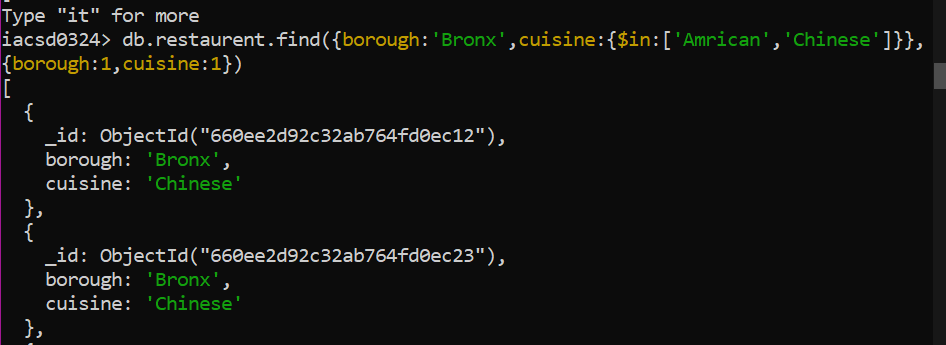 Type "it" for more
iacsd0324> db.restaurent.find({borough:'Bronx',cuisine:{$in:['Amrican','Chinese']}},
{borough:1,cuisine:1})
[
  {
    _id: ObjectId("660ee2d92c32ab764fd0ec12"),
    borough: 'Bronx',
    cuisine: 'Chinese'
  },
  {
    _id: ObjectId("660ee2d92c32ab764fd0ec23"),
    borough: 'Bronx',
    cuisine: 'Chinese'
  },